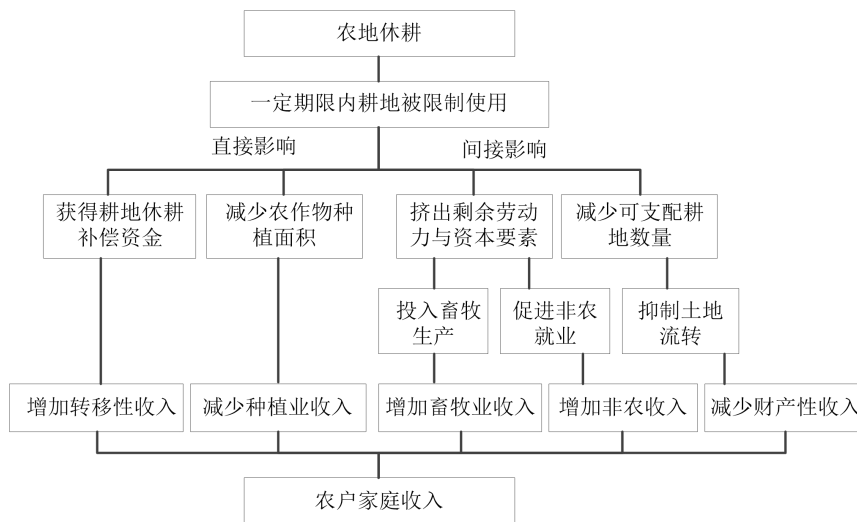 农地休耕
一定期限内耕地被限制使用
直接影响
间接影响
获得耕地休耕
补偿资金
减少农作物种
植面积
挤出剩余劳动
力与资本要素
减少可支配耕
地数量
投入畜牧
生产
促进非农
就业
抑制土地
流转
增加转移性收入
减少种植业收入
增加畜牧业收入
增加非农收入
减少财产性收入
农户家庭收入